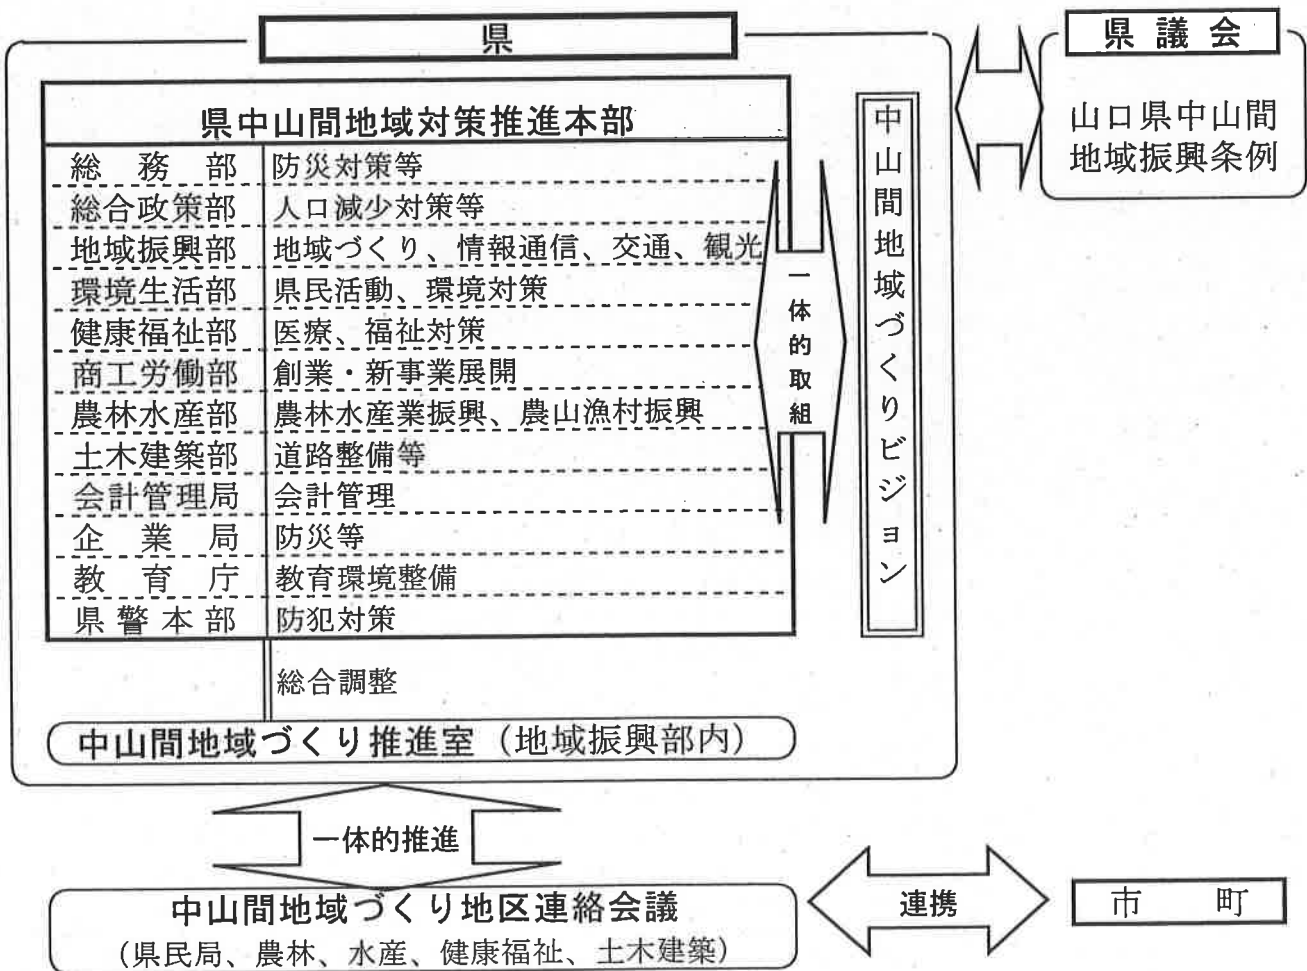 県
県議会
山口県中山間
地域振興条例
県中山間地域対策推進本部
総務部 防災対策等
総合政策部 人口減少対策等
地域振興部 地域づくり、情報通信、交通、観光
環境生活部 県民活動、環境対策
健康福祉部 医療、福祉対策
商工労働部 創業・新事業展開
農林水産部 農林水産業振興、農山漁村振興
土木建築部 道路整備等
会計管理局 会計管理
企業局 防災等
教育庁 教育環境整備
県警本部 防犯対策
一体的取組
中山間地域づくりビジョン
総合調整
中山間地域づくり推進室（地域振興部内）
一体的推進
中山間地域づくり地区連絡会議
（県民局、農林、水産、健康福祉、土木建築）
連携
市町